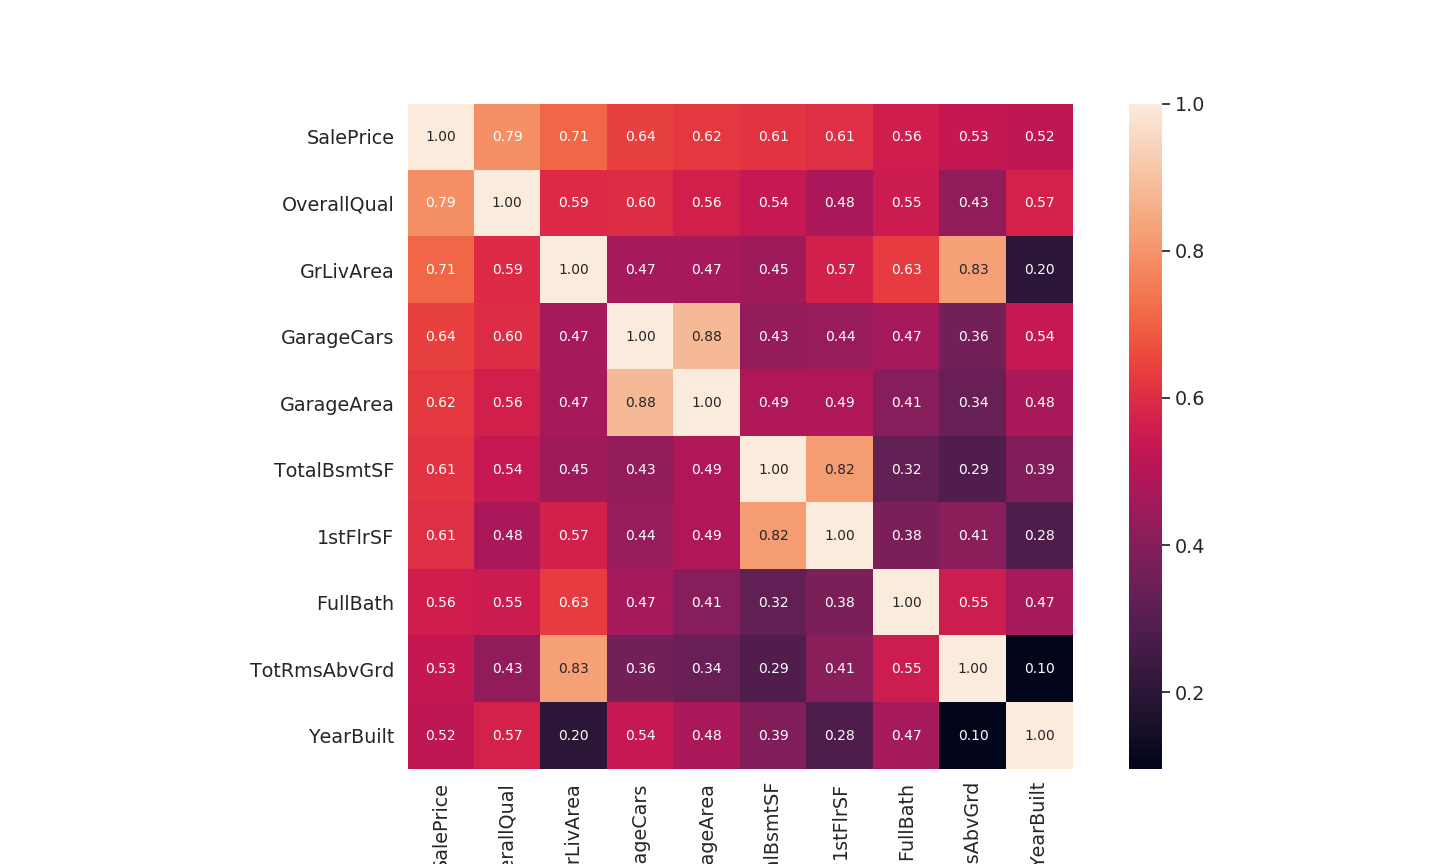 SalePrice 1.00 0.79 0.71 0.64 0.62 0.61 0.61 0.56 0.53 0.52
OverallQual 0.79 1.00 0.59 0.60 0.56 0.54 0.48 0.55 0.43 0.57
GrLivArea 0.71 0.59 1.00 0.47 0.47 0.45 0.57 0.63 0.83 0.20
GarageCars 0.64 0.60 0.47 1.00 0.88 0.43 0.44 0.47 0.36 0.54
GarageArea 0.62 0.56 0.47 0.88 1.00 0.49 0.49 0.41 0.34 0.48
TotalBsmtSF 0.61 0.54 0.45 0.43 0.49 1.00 0.82 0.32 0.29 0.39
1stFlrSF 0.61 0.48 0.57 0.44 0.49 0.82 1.00 0.38 0.41 0.28
FullBath 0.56 0.55 0.63 0.47 0.41 0.32 0.38 1.00 0.55 0.47
TotRmsAbvGrd 0.53 0.43 0.83 0.36 0.34 0.29 0.41 0.55 1.00 0.10
YearBuilt 0.52 0.57 0.20 0.54 0.48 0.39 0.28 0.47 0.10 1.00
SalePrice
erallQual
rLivArea
ageCars
ageArea
alBsmtSF
1stFlrSF
FullBath
sAbvGrd
YearBuilt
1.0
0.8
0.6
0.4
0.2